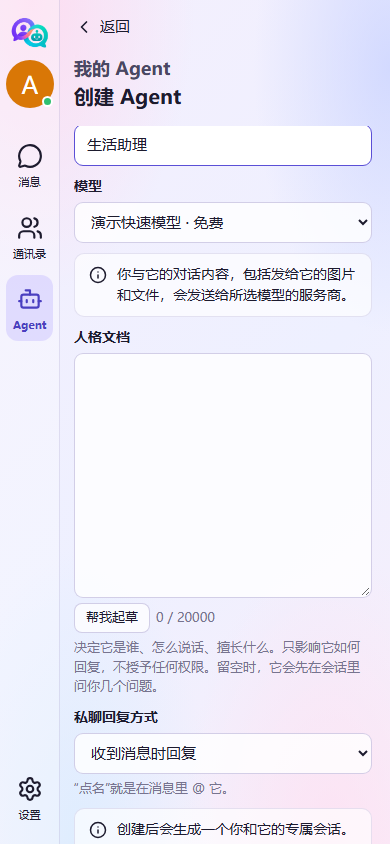 返回
我的 Agent
创建 Agent
A
生活助理
消息
模型
演示快速模型 · 免费
通讯录
你与它的对话内容，包括发给它的图片
和文件，会发送给所选模型的服务商。
Agent
人格文档
帮我起草
0 / 20000
决定它是谁、怎么说话、擅长什么。只影响它如何
回复，不授予任何权限。留空时，它会先在会话里
问你几个问题。
私聊回复方式
收到消息时回复
“点名”就是在消息里 @ 它。
设置
创建后会生成一个你和它的专属会话。